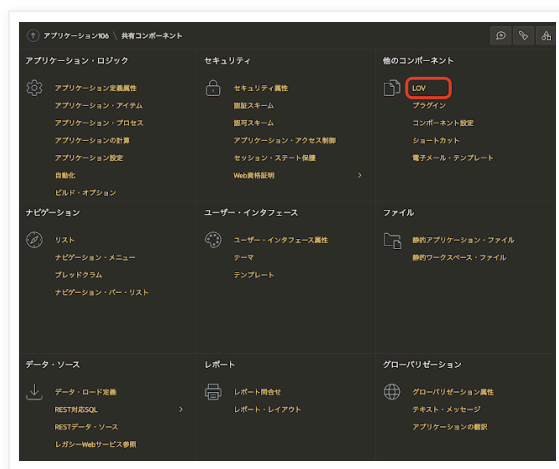 アプリケーション106 \ 共有コンポーネント
アプリケーション・ロジック
アプリケーション定義属性
アプリケーション・アイテム
アプリケーション・プロセス
アプリケーションの計算
アプリケーション設定
自動化
ビルド・オプション
セキュリティ
セキュリティ属性
認証スキーム
認可スキーム
アプリケーション・アクセス制御
セッション・ステート保護
Web資格証明
他のコンポーネント
LOV
プラグイン
コンポーネント設定
ショートカット
電子メール・テンプレート
ナビゲーション
リスト
ナビゲーション・メニュー
ブレッドクラム
ナビゲーション・バー・リスト
ユーザー・インタフェース
ユーザー・インタフェース属性
テーマ
テンプレート
ファイル
静的アプリケーション・ファイル
静的ワークスペース・ファイル
データ・ソース
データ・ロード定義
REST対応SQL
RESTデータ・ソース
レガシーWebサービス参照
レポート
レポート問合せ
レポート・レイアウト
グローバリゼーション
グローバリゼーション属性
テキスト・メッセージ
アプリケーションの翻訳